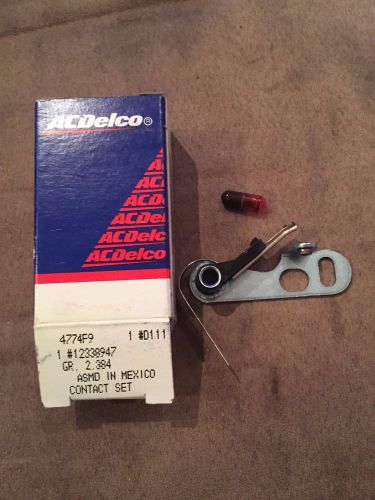 ACDelco®
ACDelco
ACDelco
ACDelco
ACDelco
ACDelco
4774F9 1 #D111
1 #12338947
GR. 2.384
ASMD IN MEXICO
CONTACT SET